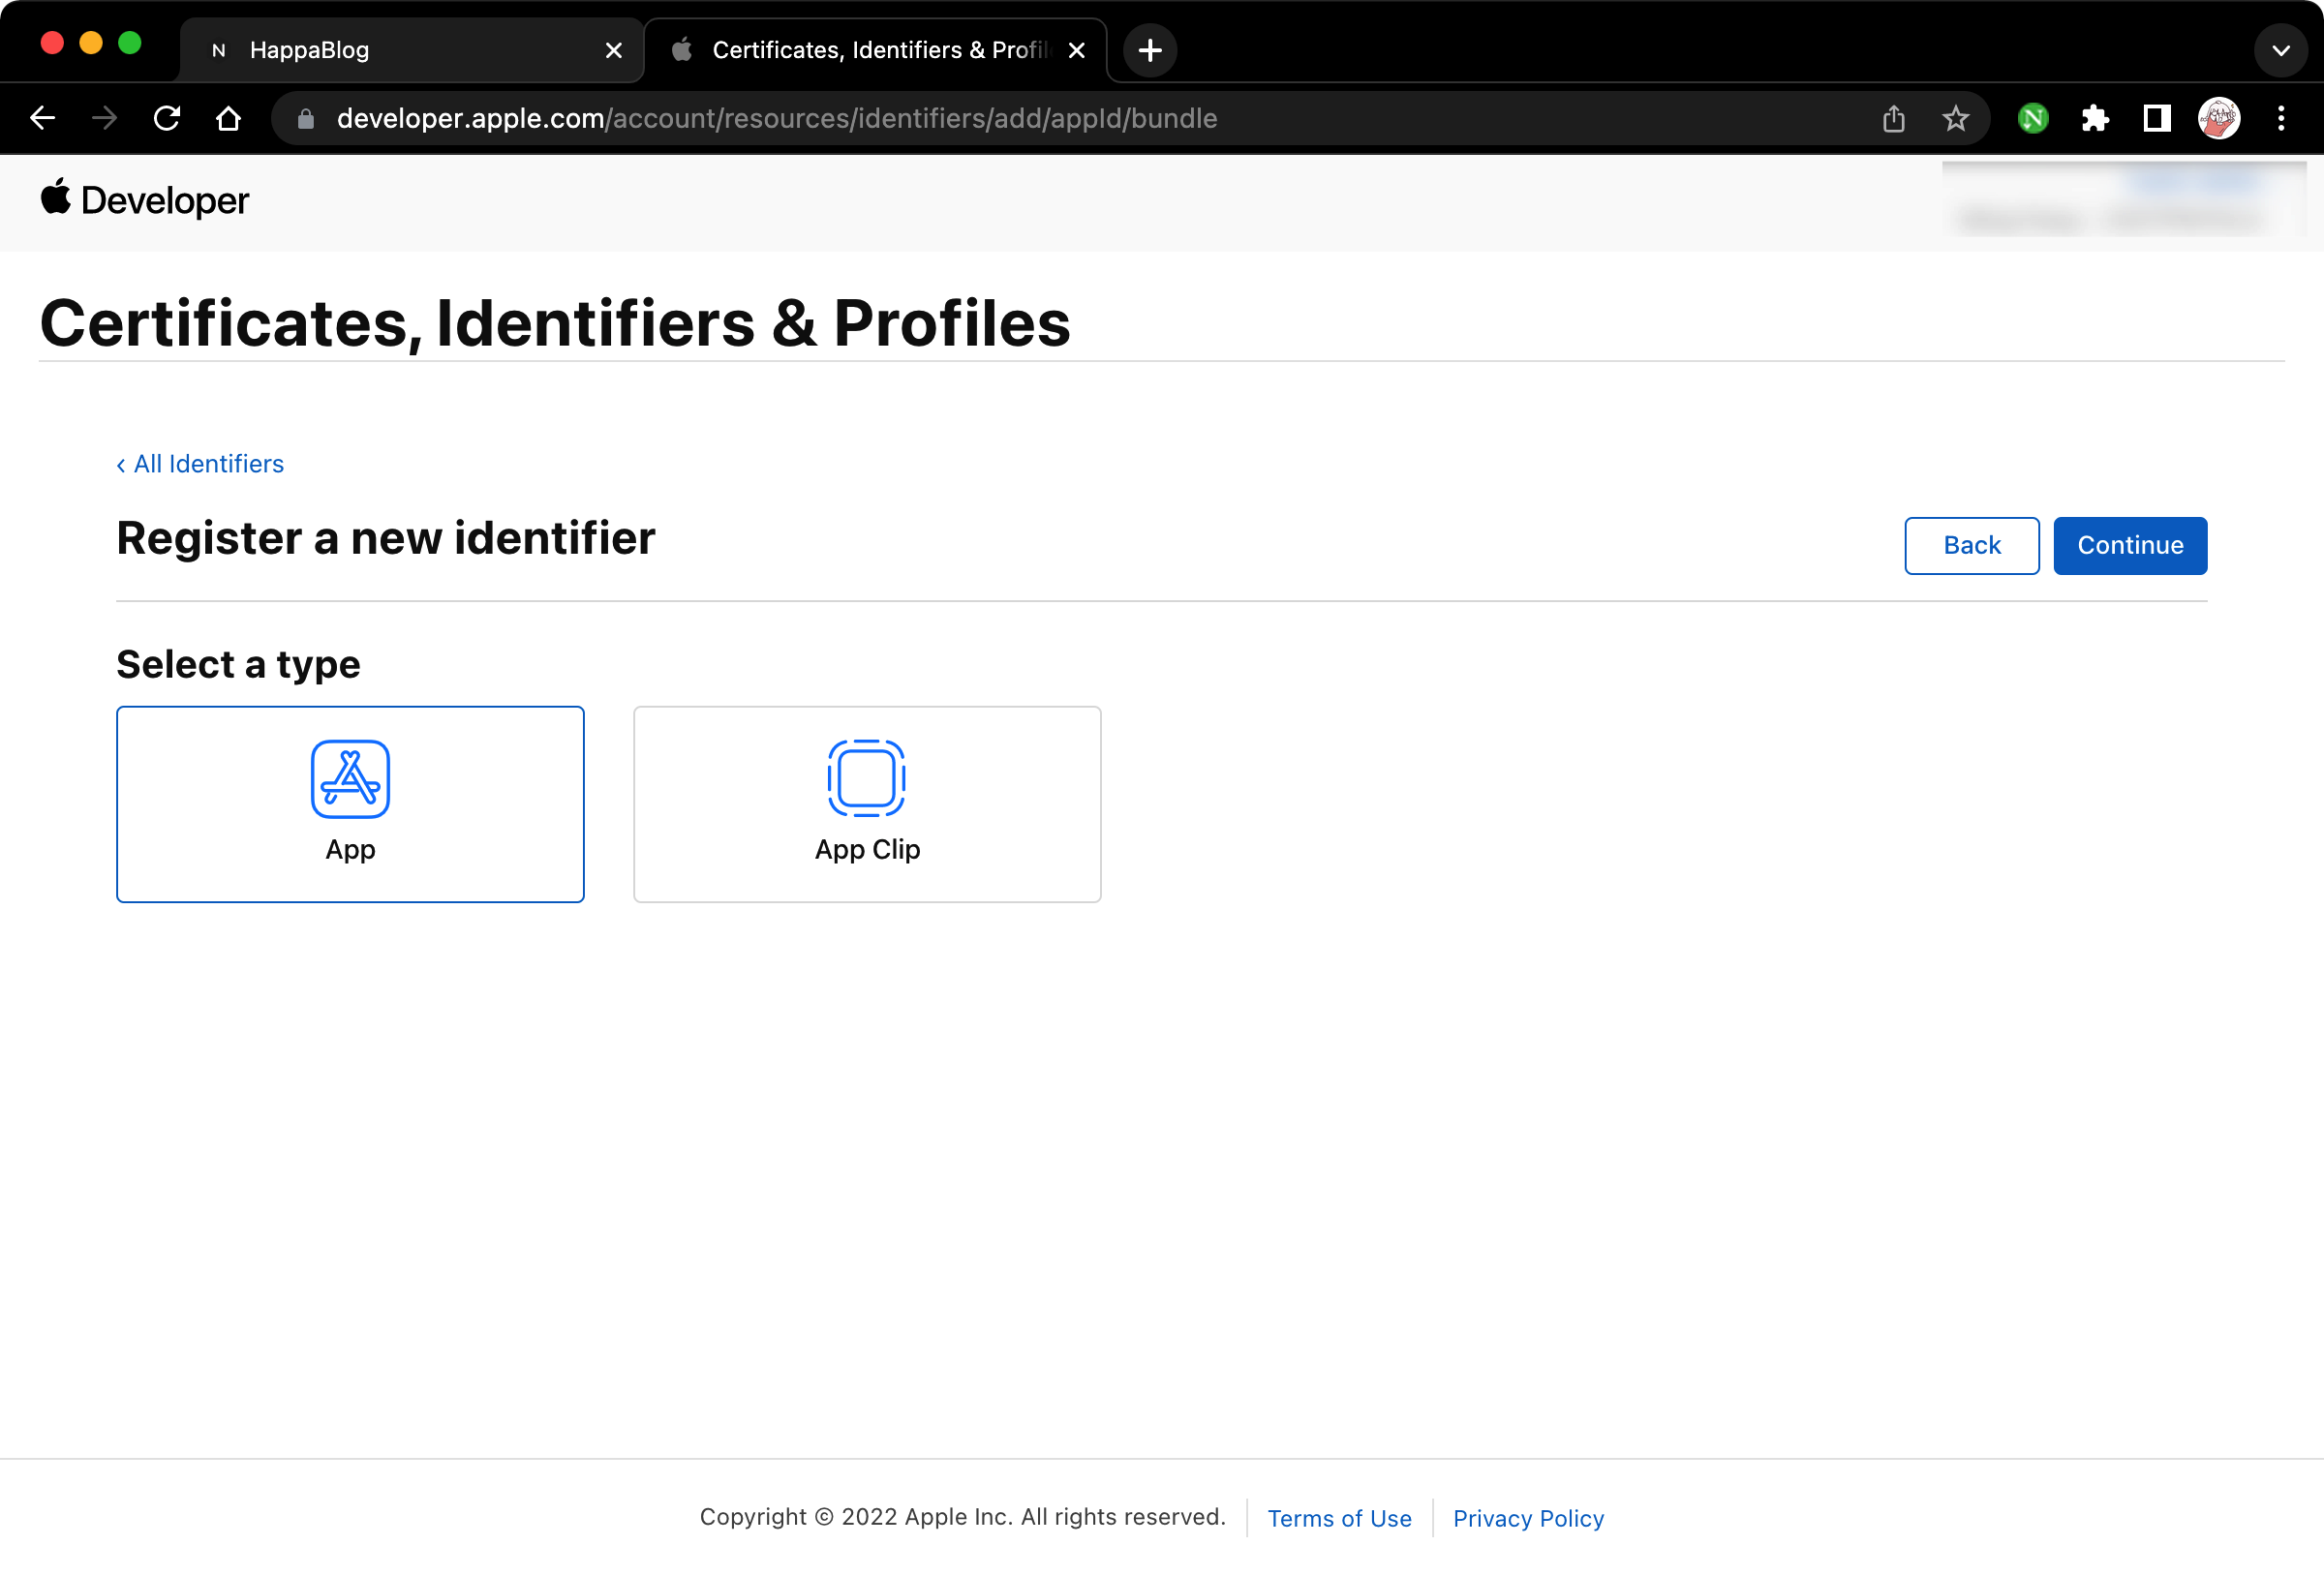 N HappaBlog
Certificates, Identifiers & Profil
developer.apple.com/account/resources/identifiers/add/appId/bundle
N
Developer
Certificates, Identifiers & Profiles
‹ All Identifiers
Register a new identifier
Back
Continue
Select a type
App
App Clip
Copyright © 2022 Apple Inc. All rights reserved.
Terms of Use
Privacy Policy